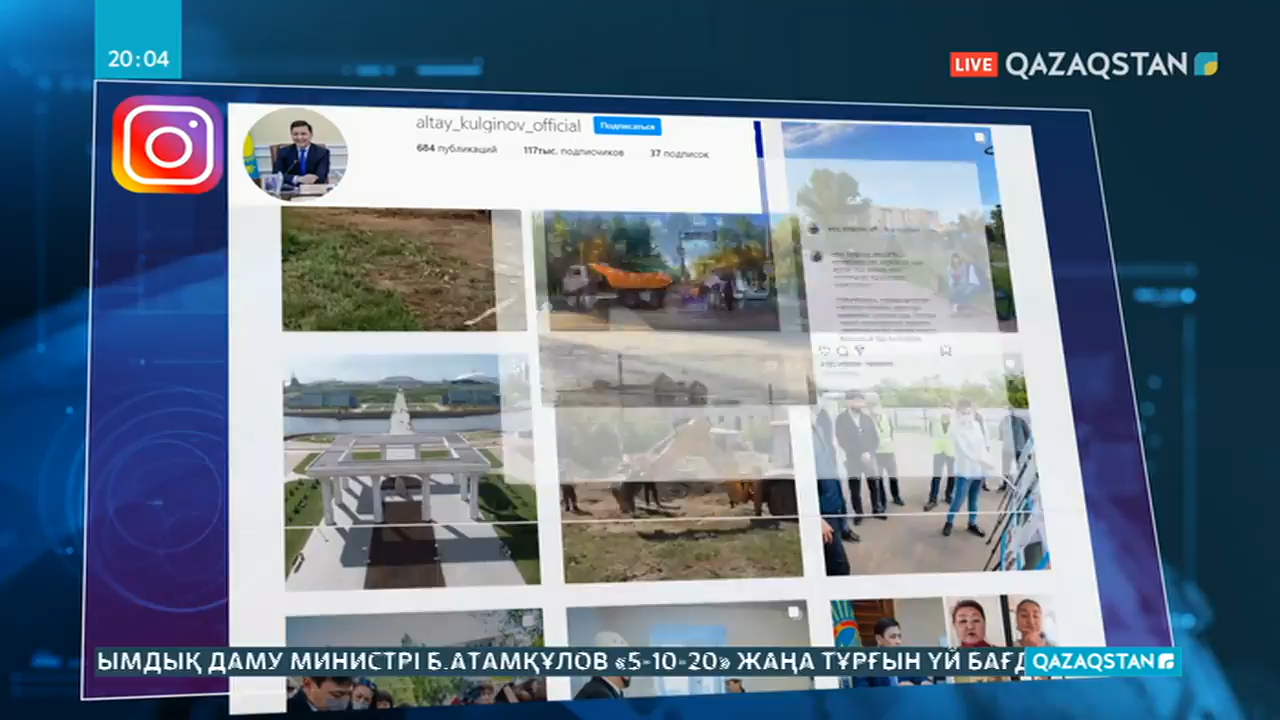 20:04
LIVE QAZAQSTAN
altay_kulginov_official Подписаться
684 публикаций 117тыс. подписчиков 37 подписок
ЫМДЫҚ ДАМУ МИНИСТРІ Б.АТАМҚҰЛОВ «5-10-20» ЖАҢА ТҰРҒЫН ҮЙ БАҒД
QAZAQSTAN